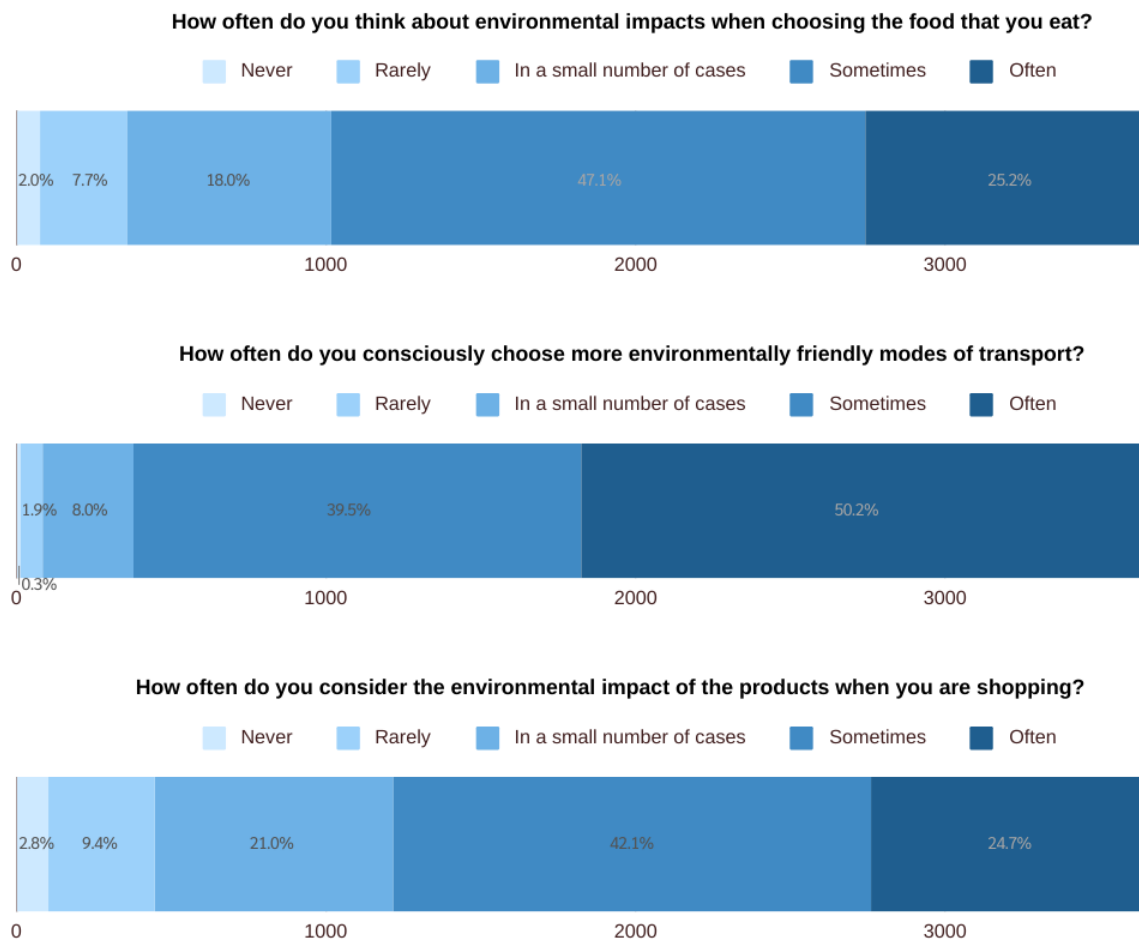 How often do you think about environmental impacts when choosing the food that you eat?
Never Rarely In a small number of cases Sometimes Often
2.0% 7.7% 18.0% 47.1% 25.2%
0 1000 2000 3000
How often do you consciously choose more environmentally friendly modes of transport?
Never Rarely In a small number of cases Sometimes Often
1.9% 8.0% 39.5% 50.2%
0.3%
0 1000 2000 3000
How often do you consider the environmental impact of the products when you are shopping?
Never Rarely In a small number of cases Sometimes Often
2.8% 9.4% 21.0% 42.1% 24.7%
0 1000 2000 3000